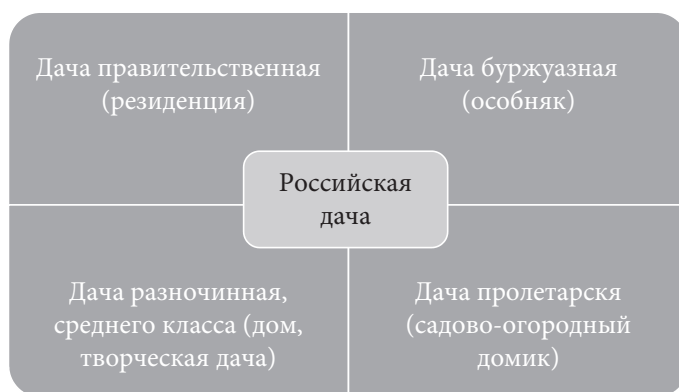 Дача правительственная
(резиденция)
Дача буржуазная
(особняк)
Российская
дача
Дача разночинная,
среднего класса (дом,
творческая дача)
Дача пролетарскя
(садово-огородный
домик)